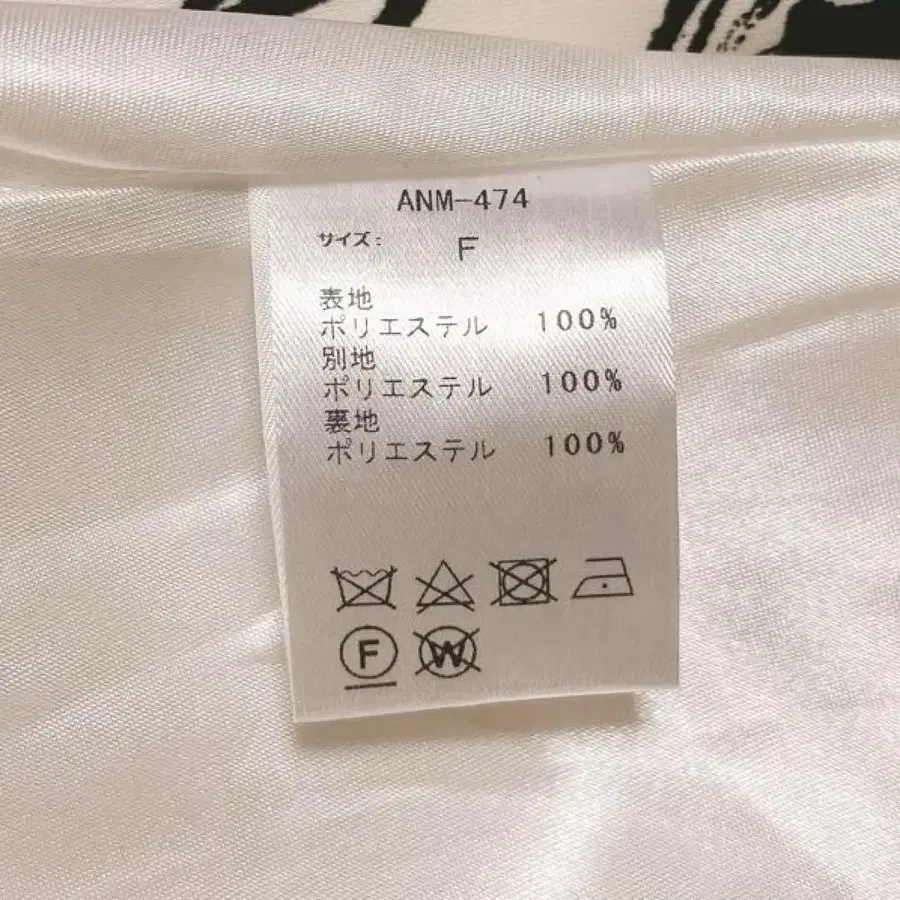 ANM-474
サイズ: F
表地
ポリエステル 100%
別地
ポリエステル 100%
裏地
ポリエステル 100%
F W